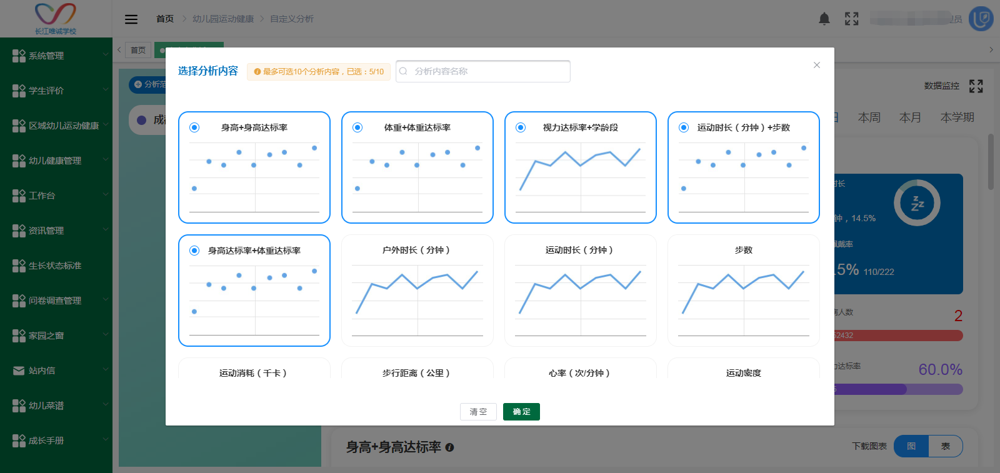 长江唯诚学校
首页
幼儿园运动健康
自定义分析
员
首页
系统管理
学生评价
区域幼儿运动健康
幼儿健康管理
工作台
资讯管理
生长状态标准
问卷调查管理
家园之窗
站内信
幼儿菜谱
成长手册
分析范
成都
选择分析内容
最多可选10个分析内容，已选：5/10
分析内容名称
身高+身高达标率
体重+体重达标率
视力达标率+学龄段
运动时长（分钟）+步数
身高达标率+体重达标率
户外时长（分钟）
运动时长（分钟）
步数
运动消耗（千卡）
步行距离（公里）
心率（次/分钟）
运动密度
清空
确定
数据监控
日
本周
本月
本学期
时长
钟，14.5%
佩戴率
.5% 110/222
病人数
2
52432
力达标率
60.0%
身高+身高达标率
下载图表
图
表